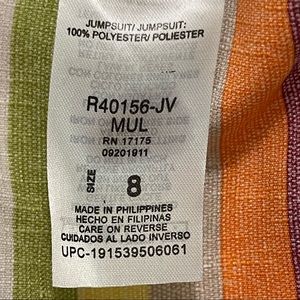 JUMPSUIT/ JUMPSUIT:
100% POLYESTER/ POLIESTER
R40156-JV
MUL
RN 17175
09201911
SIZE 8
MADE IN PHILIPPINES
HECHO EN FILIPINAS
CARE ON REVERSE
CUIDADOS AL LADO INVERSO
UPC-191539506061